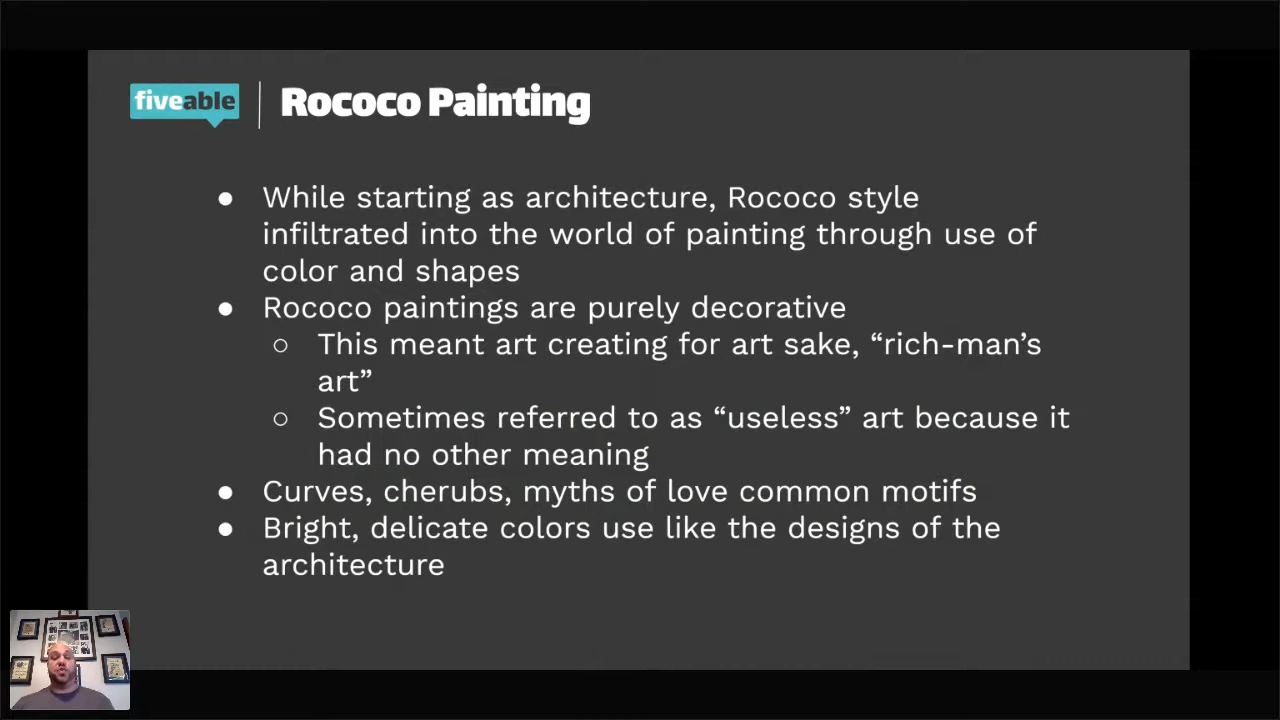 fiveable
Rococo Painting
● While starting as architecture, Rococo style
infiltrated into the world of painting through use of
color and shapes
● Rococo paintings are purely decorative
○ This meant art creating for art sake, “rich-man’s
art”
○ Sometimes referred to as “useless” art because it
had no other meaning
● Curves, cherubs, myths of love common motifs
● Bright, delicate colors use like the designs of the
architecture